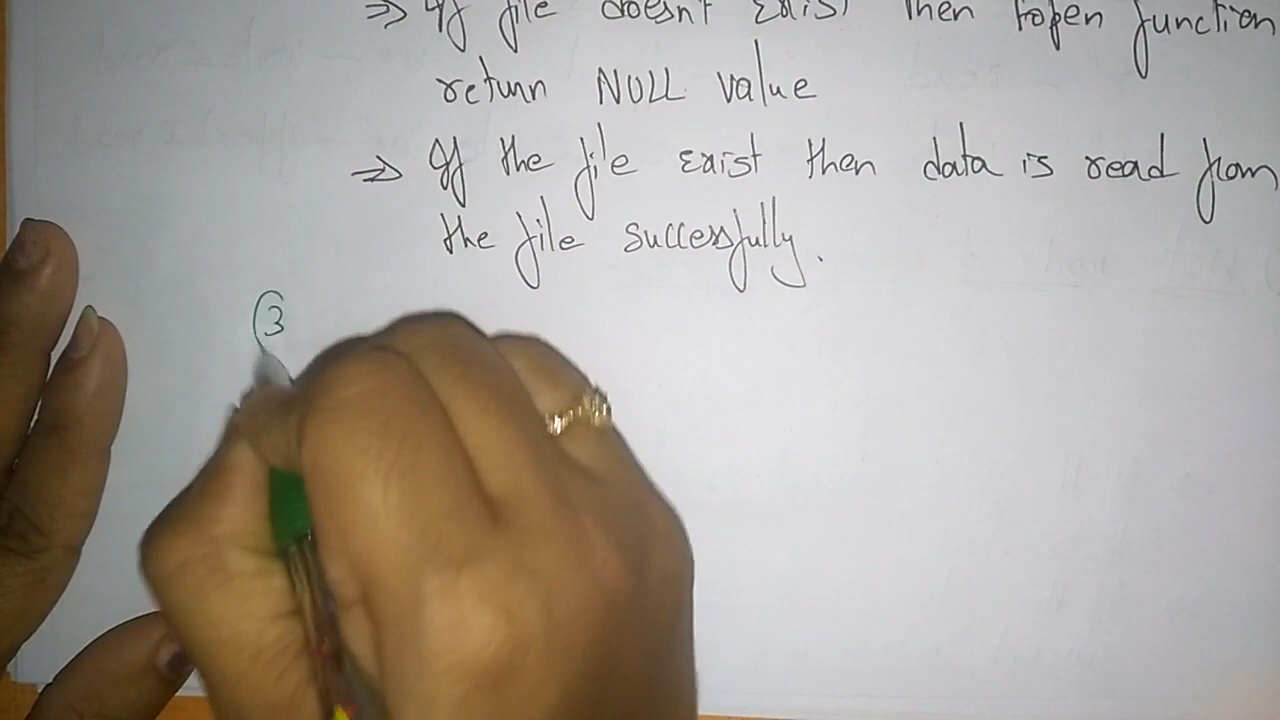 ⇒ If file doesn't Exist then fopen function
return NULL value
⇒ If the file Exist then data is read from
the file successfully.
3